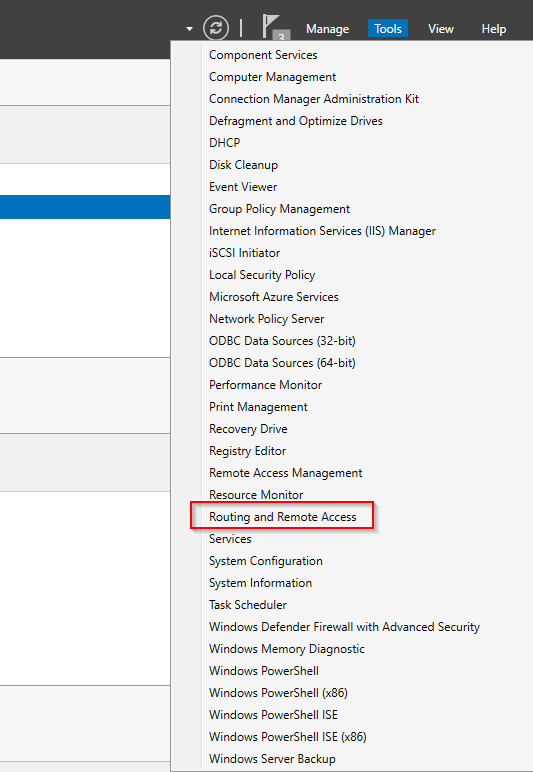 3
Manage
Tools
View
Help
Component Services
Computer Management
Connection Manager Administration Kit
Defragment and Optimize Drives
DHCP
Disk Cleanup
Event Viewer
Group Policy Management
Internet Information Services (IIS) Manager
iSCSI Initiator
Local Security Policy
Microsoft Azure Services
Network Policy Server
ODBC Data Sources (32-bit)
ODBC Data Sources (64-bit)
Performance Monitor
Print Management
Recovery Drive
Registry Editor
Remote Access Management
Resource Monitor
Routing and Remote Access
Services
System Configuration
System Information
Task Scheduler
Windows Defender Firewall with Advanced Security
Windows Memory Diagnostic
Windows PowerShell
Windows PowerShell (x86)
Windows PowerShell ISE
Windows PowerShell ISE (x86)
Windows Server Backup